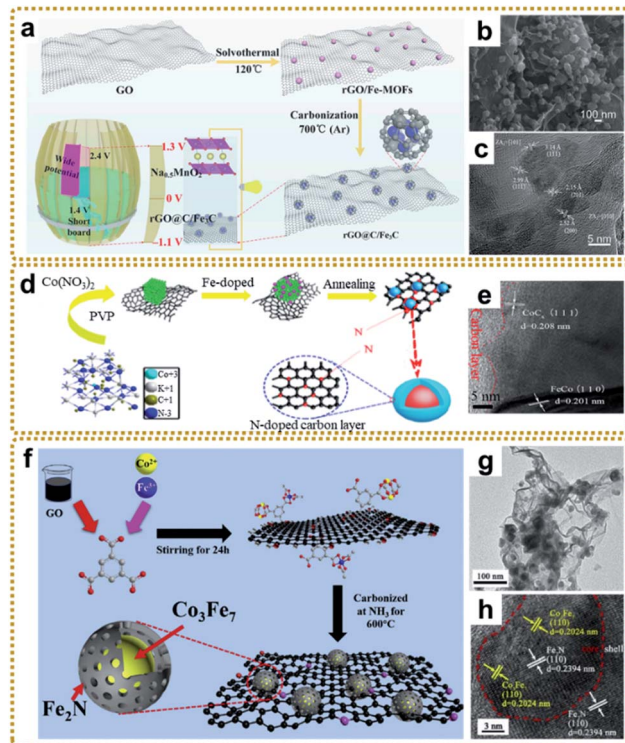 a
Solvothermal
120℃
GO
rGO/Fe-MOFs
Carbonization
700℃ (Ar)
Wide
potential
2.4 V
1.4 V
Short
board
1.3 V
Na0.5MnO2
0 V
rGO@C/Fe3C
-1.1 V
rGO@C/Fe3C
b
100 nm
c
5 nm
d
Co(NO3)2
PVP
Fe-doped
Annealing
Co+3
K+1
C+1
N-3
N
N
N-doped carbon layer
e
CoCx (1 1 1)
d=0.208 nm
Carbon layer
5 nm
FeCo (1 1 0)
d=0.201 nm
f
GO
Co2+
Fe3+
Stirring for 24h
Carbonized
at NH3 for
600°C
Co3Fe7
Fe2N
g
100 nm
h
(110)
d=0.2024 nm
Fe2N
(110)
d=0.2394 nm
core
shell
(110)
d=0.2024 nm
Fe2N
(110)
d=0.2394 nm
3 nm